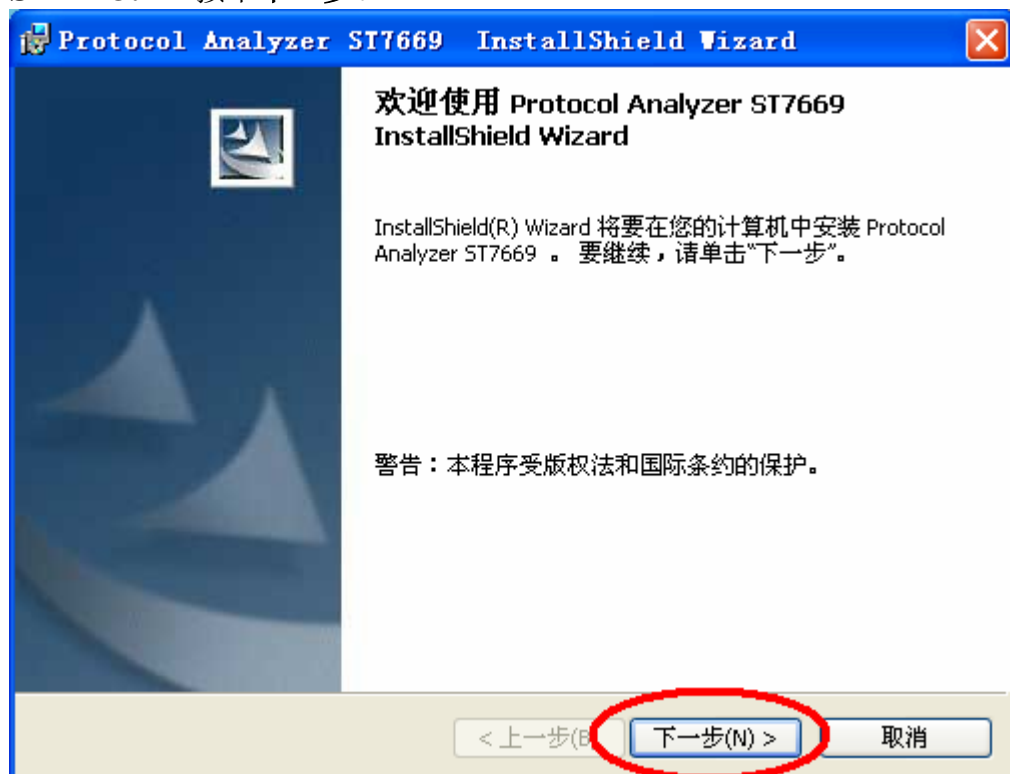 Protocol Analyzer ST7669 InstallShield Wizard
欢迎使用 Protocol Analyzer ST7669
InstallShield Wizard
InstallShield(R) Wizard 将要在您的计算机中安装 Protocol
Analyzer ST7669 。 要继续，请单击“下一步”。
警告：本程序受版权法和国际条约的保护。
<上一步(B
下一步(N) >
取消